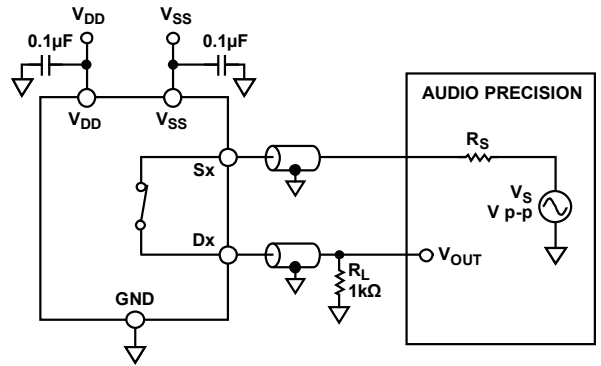 VDD
VSS
0.1µF
0.1µF
VDD
VSS
AUDIO PRECISION
Sx
RS
VS
V p-p
Dx
VOUT
RL
1kΩ
GND